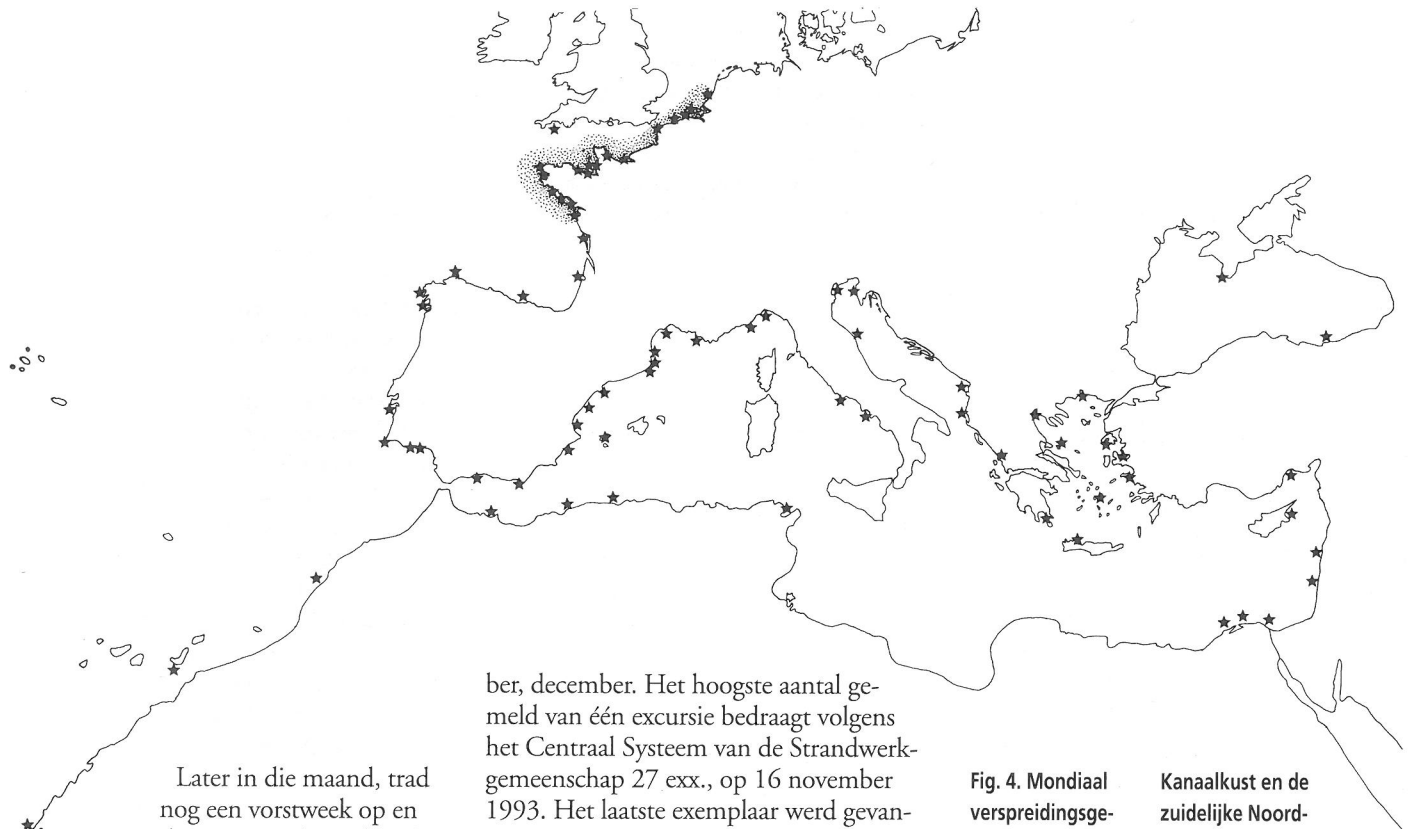 Later in die maand, trad
nog een vorstweek op en
ber, december. Het hoogste aantal ge-
meld van één excursie bedraagt volgens
het Centraal Systeem van de Strandwerk-
gemeenschap 27 exx., op 16 november
1993. Het laatste exemplaar werd gevan-
Fig. 4. Mondiaal
verspreidingsge-
Kanaalkust en de
zuidelijke Noord-